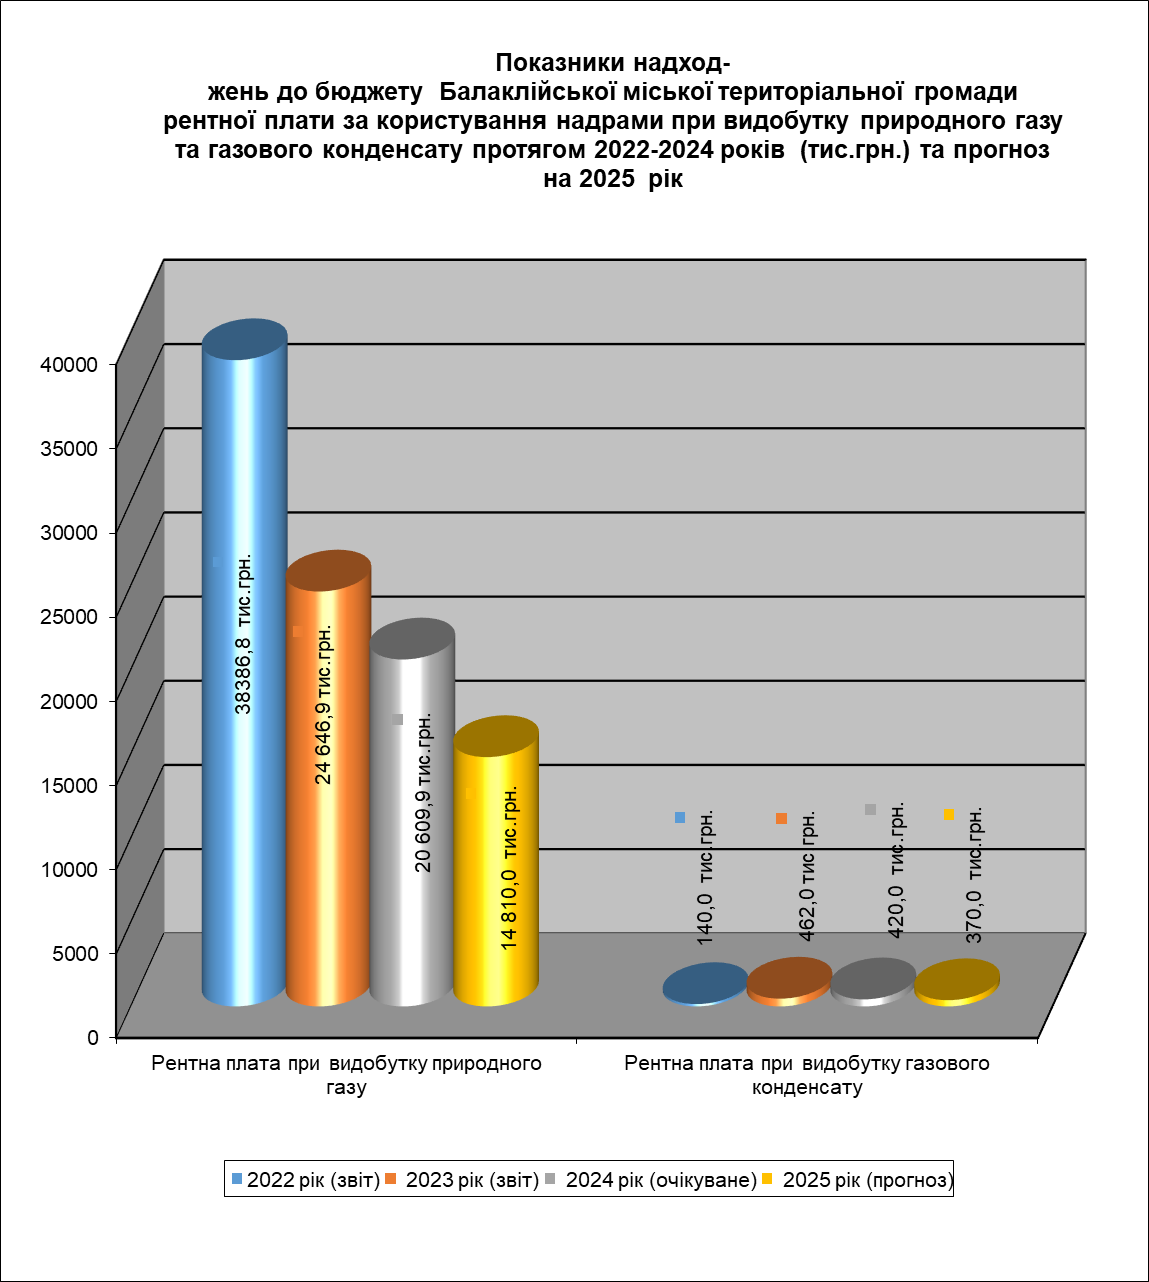 Показники надход-
жень до бюджету Балаклійської міської територіальної громади
рентної плати за користування надрами при видобутку природного газу
та газового конденсату протягом 2022-2024 років (тис.грн.) та прогноз
на 2025 рік
40000
35000
30000
25000
20000
15000
10000
5000
0
38386,8 тис.грн.
24 646,9 тис.грн.
20 609,9 тис.грн.
14 810,0 тис.грн.
140,0 тис.грн.
462,0 тис грн.
420,0 тис.грн.
370,0 тис.грн.
Рентна плата при видобутку природного
газу
Рентна плата при видобутку газового
конденсату
2022 рік (звіт) 2023 рік (звіт) 2024 рік (очікуване) 2025 рік (прогноз)